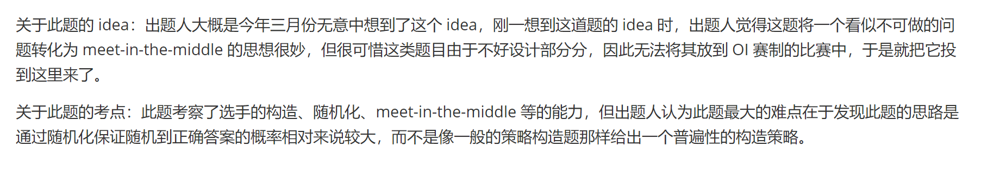 关于此题的 idea：出题人大概是今年三月份无意中想到了这个 idea，刚一想到这道题的 idea 时，出题人觉得这题将一个看似不可做的问
题转化为 meet-in-the-middle 的思想很妙，但很可惜这类题目由于不好设计部分分，因此无法将其放到 OI 赛制的比赛中，于是就把它投
到这里来了。
关于此题的考点：此题考察了选手的构造、随机化、meet-in-the-middle 等的能力，但出题人认为此题最大的难点在于发现此题的思路是
通过随机化保证随机到正确答案的概率相对来说较大，而不是像一般的策略构造题那样给出一个普遍性的构造策略。